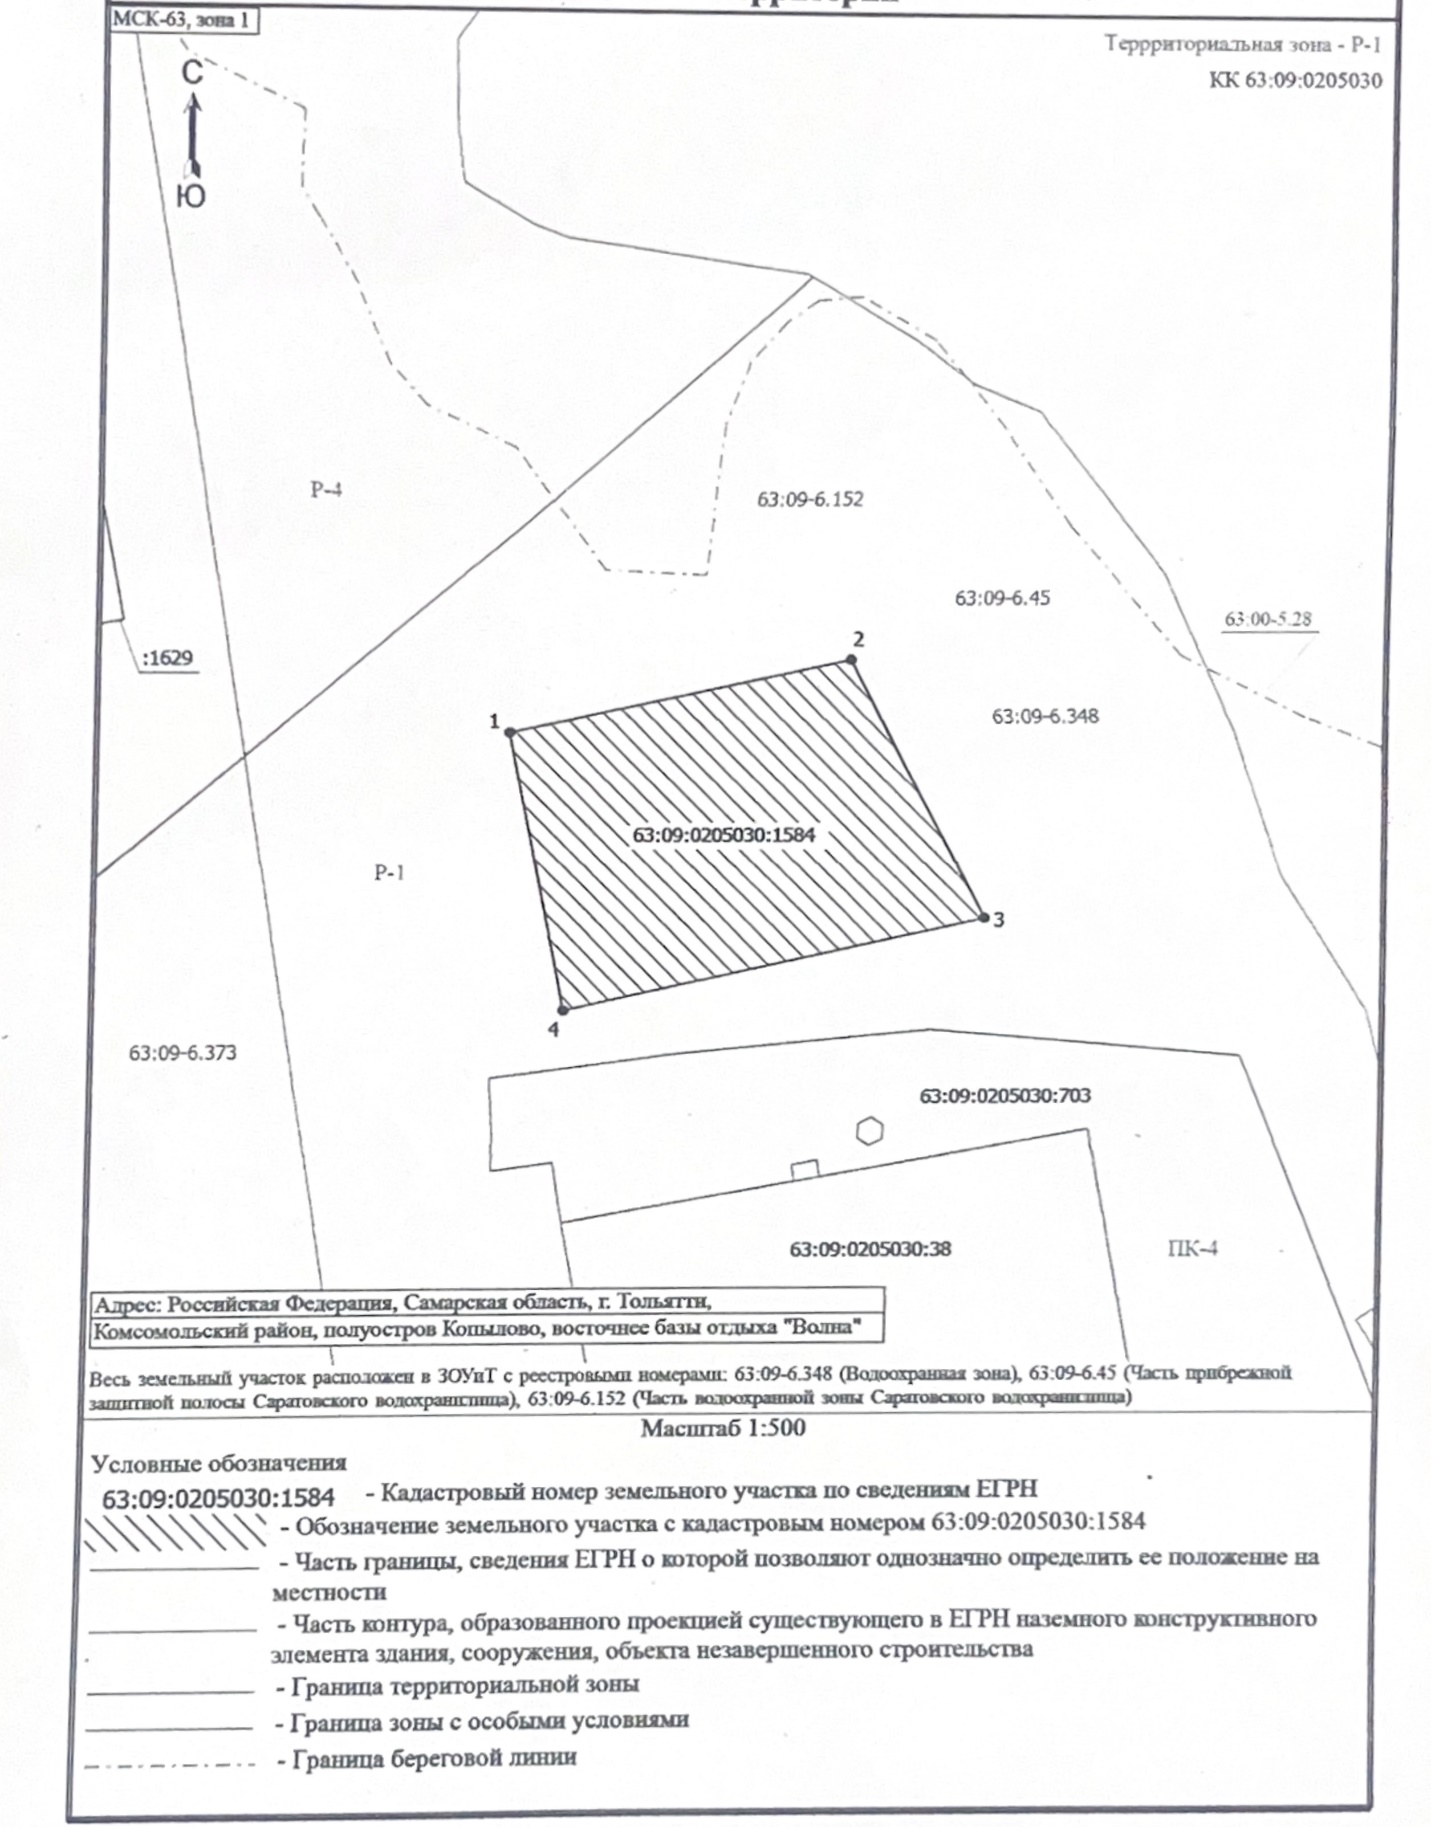 МСК-63, зона 1
Террриториальная зона - Р-1
КК 63:09:0205030
С
Ю
Р-4
63:09-6.152
63:09-6.45
63:00-5.28
:1629
2
1
63:09-6.348
63:09:0205030:1584
Р-1
3
4
63:09-6.373
63:09:0205030:703
63:09:0205030:38
ПК-4
Адрес: Российская Федерация, Самарская область, г. Тольятти,
Комсомольский район, полуостров Копылово, восточнее базы отдыха "Волна"
Весь земельный участок расположен в ЗОУиТ с реестровыми номерами: 63:09-6.348 (Водоохранная зона), 63:09-6.45 (Часть прибрежной
защитной полосы Саратовского водохранилища), 63:09-6.152 (Часть водоохранной зоны Саратовского водохранилища)
Масштаб 1:500
Условные обозначения
63:09:0205030:1584 - Кадастровый номер земельного участка по сведениям ЕГРН
- Обозначение земельного участка с кадастровым номером 63:09:0205030:1584
- Часть границы, сведения ЕГРН о которой позволяют однозначно определить ее положение на
местности
- Часть контура, образованного проекцией существующего в ЕГРН наземного конструктивного
элемента здания, сооружения, объекта незавершенного строительства
- Граница территориальной зоны
- Граница зоны с особыми условиями
- Граница береговой линии